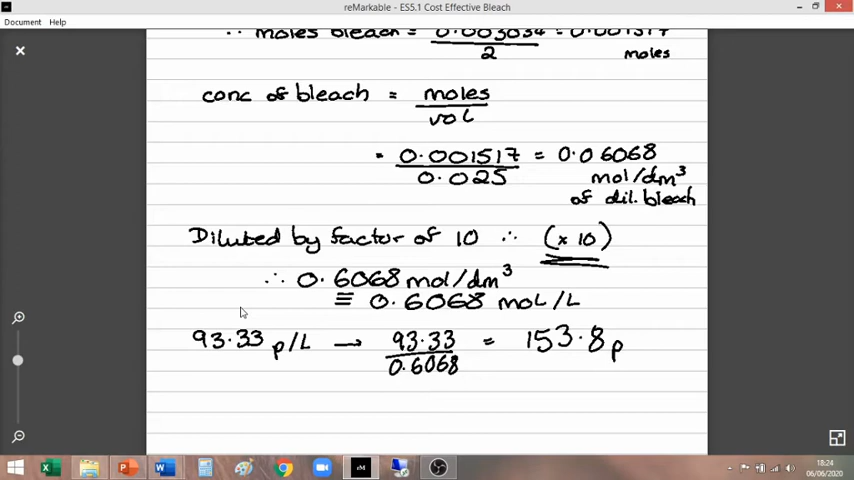 reMarkable - ES5.1 Cost Effective Bleach
Document Help
∴ moles bleach = 0.003034 = 0.001517
2 moles
conc of bleach = moles
vol
= 0.001517 = 0.06068
0.025 mol/dm³
of dil. bleach
Diluted by factor of 10 ∴ (x 10)
∴ 0.6068 mol/dm³
≡ 0.6068 moL/L
93.33 p/L → 93.33 = 153.8p
0.6068
rM
18:24
06/06/2020